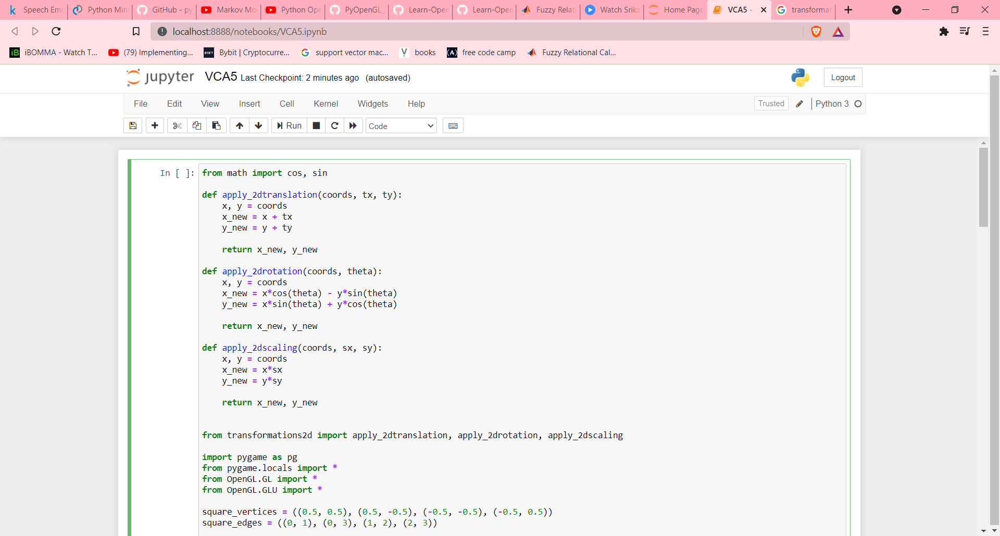 Speech Emo
Python Min
GitHub - py
Markov Mo
Python Ope
PyOpenGL_
Learn-Open
Learn-Open
Fuzzy Relat
Watch Srika
Home Page
VCA5 -
transformat
localhost:8888/notebooks/VCA5.ipynb
iBOMMA - Watch T...
(79) Implementing...
Bybit | Cryptocurre...
support vector mac...
books
free code camp
Fuzzy Relational Cal...
jupyter VCA5 Last Checkpoint: 2 minutes ago (autosaved)
Logout
File Edit View Insert Cell Kernel Widgets Help
Trusted
Python 3
Run
Code
In [ ]:
from math import cos, sin

def apply_2dtranslation(coords, tx, ty):
    x, y = coords
    x_new = x + tx
    y_new = y + ty

    return x_new, y_new

def apply_2drotation(coords, theta):
    x, y = coords
    x_new = x*cos(theta) - y*sin(theta)
    y_new = x*sin(theta) + y*cos(theta)

    return x_new, y_new

def apply_2dscaling(coords, sx, sy):
    x, y = coords
    x_new = x*sx
    y_new = y*sy

    return x_new, y_new

from transformations2d import apply_2dtranslation, apply_2drotation, apply_2dscaling

import pygame as pg
from pygame.locals import *
from OpenGL.GL import *
from OpenGL.GLU import *

square_vertices = ((0.5, 0.5), (0.5, -0.5), (-0.5, -0.5), (-0.5, 0.5))
square_edges = ((0, 1), (0, 3), (1, 2), (2, 3))